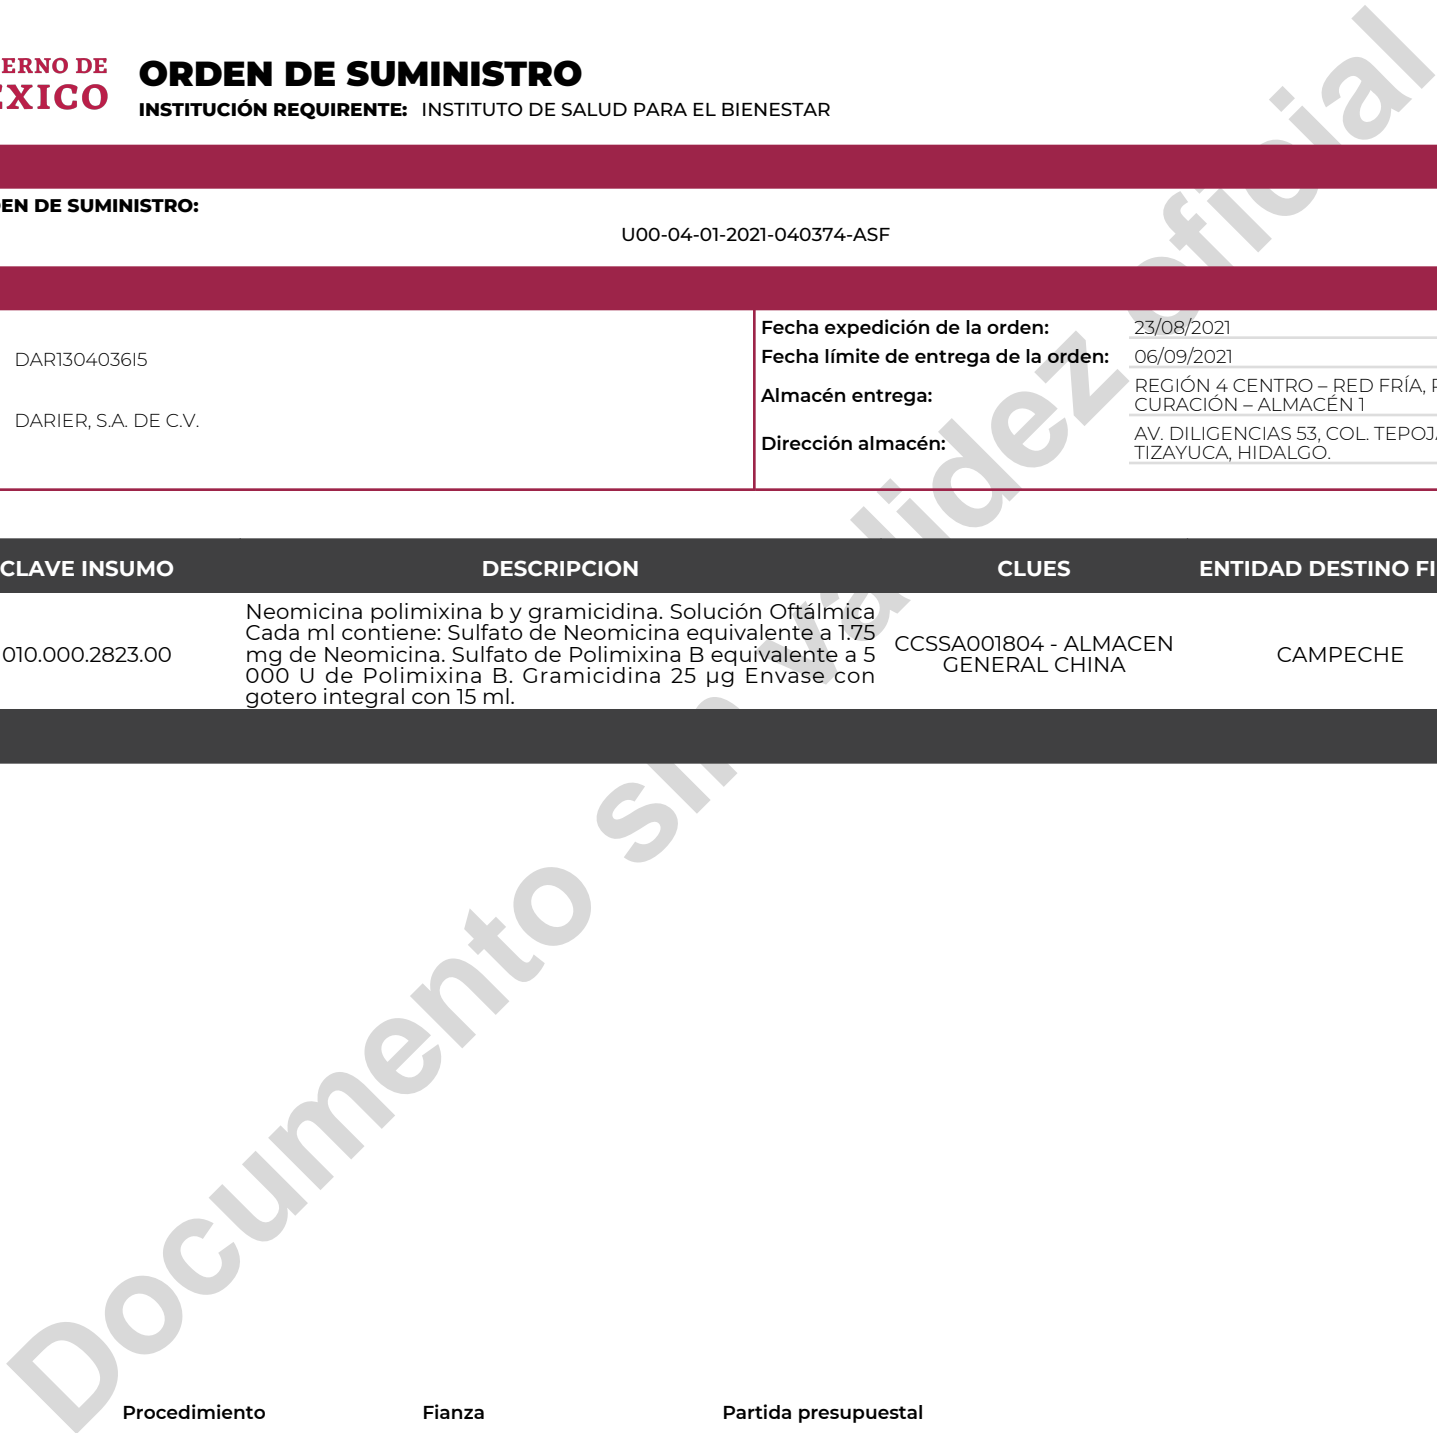 ERNO DE
ÉXICO
ORDEN DE SUMINISTRO
INSTITUCIÓN REQUIRENTE: INSTITUTO DE SALUD PARA EL BIENESTAR
EN DE SUMINISTRO:
U00-04-01-2021-040374-ASF
DAR1304036I5
DARIER, S.A. DE C.V.
Fecha expedición de la orden: 23/08/2021
Fecha límite de entrega de la orden: 06/09/2021
Almacén entrega: REGIÓN 4 CENTRO – RED FRÍA,
CURACIÓN – ALMACÉN 1
Dirección almacén: AV. DILIGENCIAS 53, COL. TEPOJA
TIZAYUCA, HIDALGO.
CLAVE INSUMO DESCRIPCION CLUES ENTIDAD DESTINO FI
010.000.2823.00
Neomicina polimixina b y gramicidina. Solución Oftálmica
Cada ml contiene: Sulfato de Neomicina equivalente a 1.75
mg de Neomicina. Sulfato de Polimixina B equivalente a 5
000 U de Polimixina B. Gramicidina 25 µg Envase con
gotero integral con 15 ml.
CCSSA001804 - ALMACEN
GENERAL CHINA
CAMPECHE
Documento sin validez oficial
Procedimiento Fianza Partida presupuestal